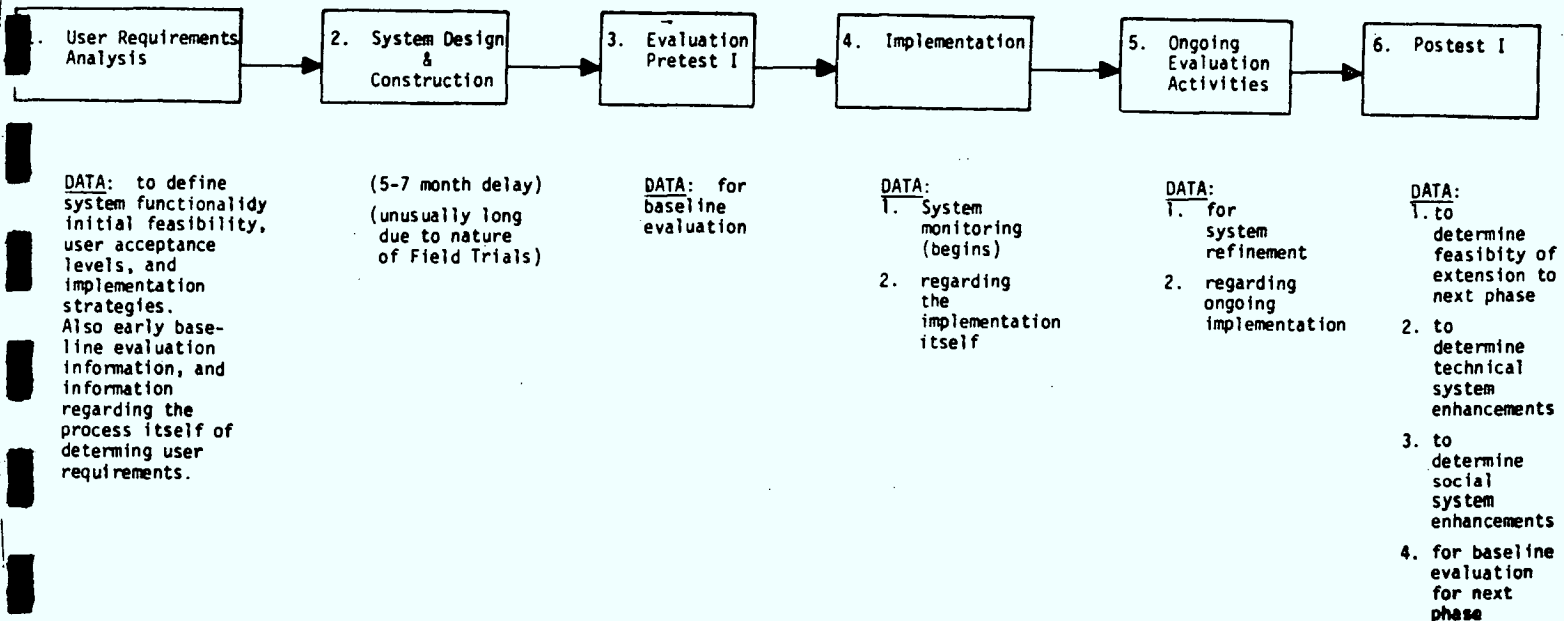 1. User Requirements
Analysis
2. System Design
&
Construction
3. Evaluation
Pretest I
4. Implementation
5. Ongoing
Evaluation
Activities
6. Postest I
DATA: to define
system functionalidy
initial feasibility,
user acceptance
levels, and
implementation
strategies.
Also early base-
line evaluation
information, and
information
regarding the
process itself of
determing user
requirements.
(5-7 month delay)
(unusually long
due to nature
of Field Trials)
DATA: for
baseline
evaluation
DATA:
1. System
monitoring
(begins)
2. regarding
the
implementation
itself
DATA:
1. for
system
refinement
2. regarding
ongoing
implementation
DATA:
1. to
determine
feasibity of
extension to
next phase
2. to
determine
technical
system
enhancements
3. to
determine
social
system
enhancements
4. for baseline
evaluation
for next
phase